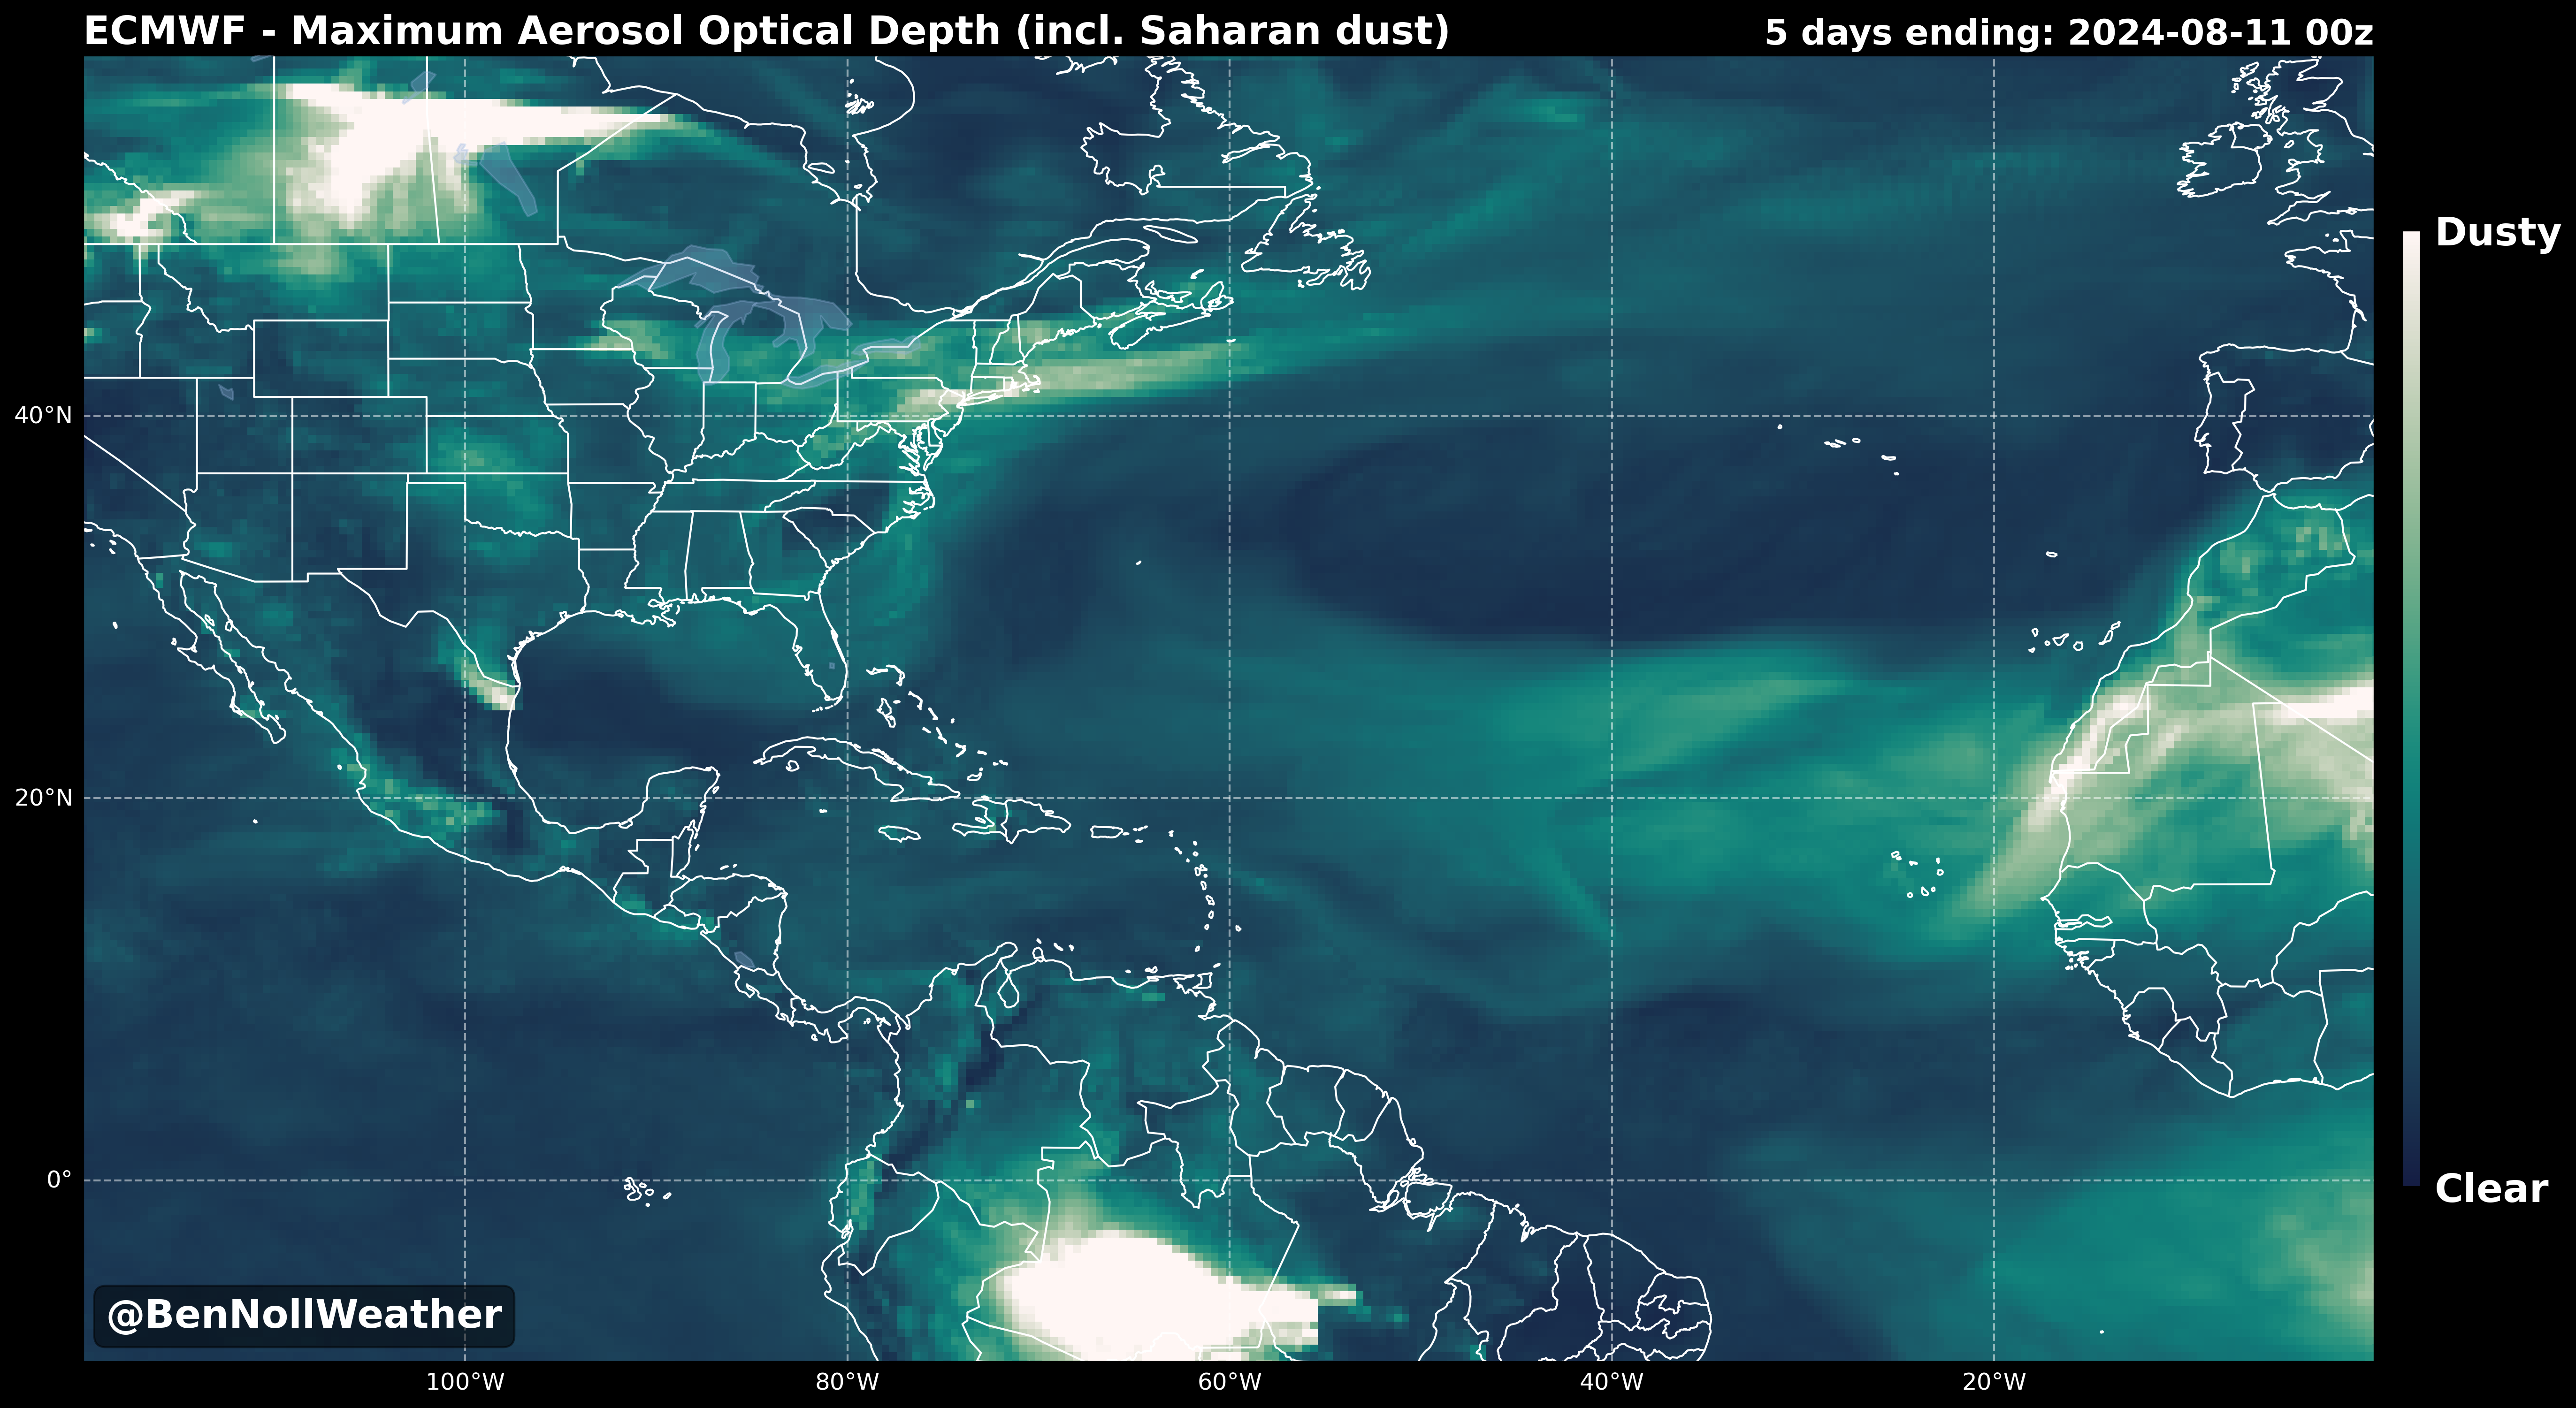 ECMWF - Maximum Aerosol Optical Depth (incl. Saharan dust)
5 days ending: 2024-08-11 00z
Dusty
40°N
20°N
0°
Clear
@BenNollWeather
100°W
80°W
60°W
40°W
20°W